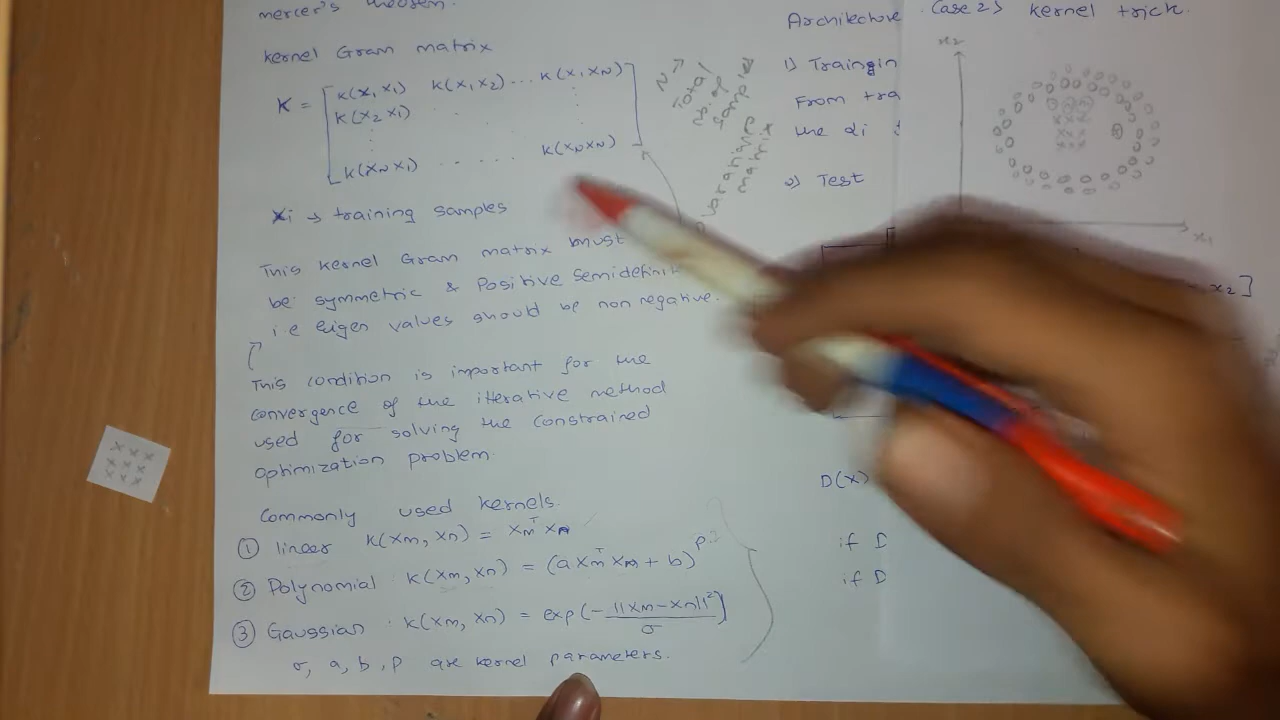 mercer's theorem.
Kernel Gram matrix
K = [ K(x1 x1) K(x1 x2) ... K(x1 xN)
K(x2 x1)
K(xN x1) ..... K(xN xN) ]
N →
Total
no. of
samples
matrix
xi → training samples
This kernel Gram matrix must
be symmetric & Positive semidefinit
i.e eigen values should be non negative.
This condition is important for the
convergence of the itterative method
used for solving the constrained
optimization problem.
Commonly used kernels.
① linear K(xm, xn) = xmᵀ xn
② Polynomial K(xm, xn) = (a xmᵀ xn + b)^p
③ Gaussian K(xm, xn) = exp(-||xm-xn||²/σ)
σ, a, b, p are kernel parameters.
Architecture
1) Training
From tra
the di
2) Test
D(x)
if D
if D
Case 2) kernel trick.
x2
x1
x2]